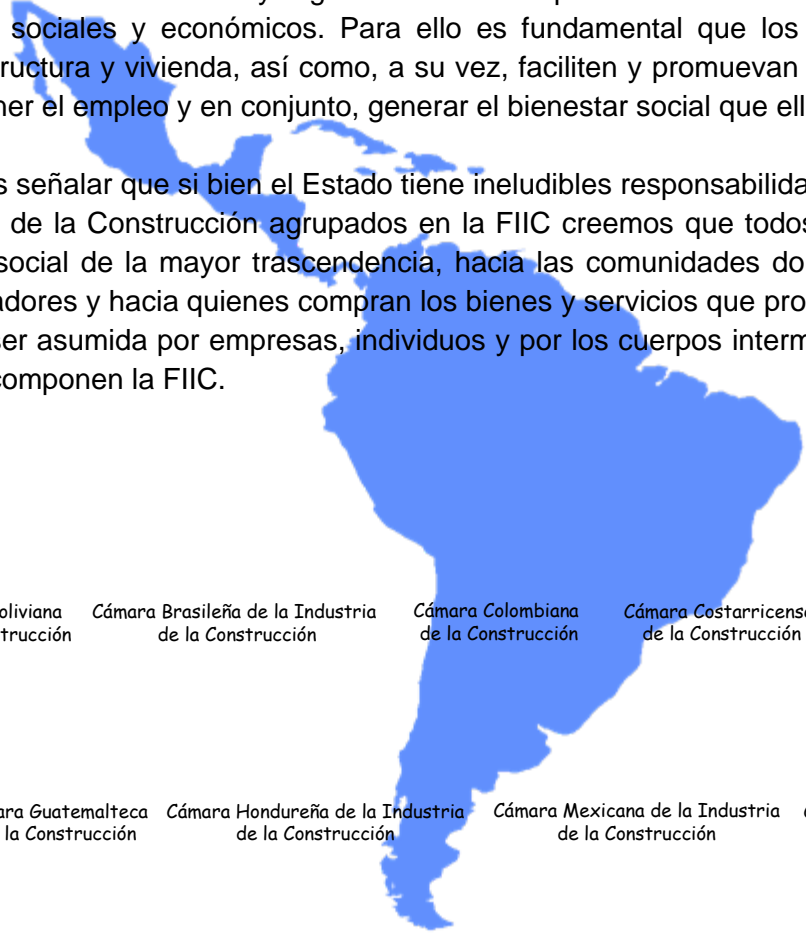 sociales y económicos. Para ello es fundamental que los
ructura y vivienda, así como, a su vez, faciliten y promuevan
ner el empleo y en conjunto, generar el bienestar social que ell
s señalar que si bien el Estado tiene ineludibles responsabilida
de la Construcción agrupados en la FIIC creemos que todos
social de la mayor trascendencia, hacia las comunidades do
adores y hacia quienes compran los bienes y servicios que pro
ser asumida por empresas, individuos y por los cuerpos interm
componen la FIIC.
oliviana Cámara Brasileña de la Industria Cámara Colombiana Cámara Costarricense
trucción de la Construcción de la Construcción de la Construcción
ara Guatemalteca Cámara Hondureña de la Industria Cámara Mexicana de la Industria
la Construcción de la Construcción de la Construcción